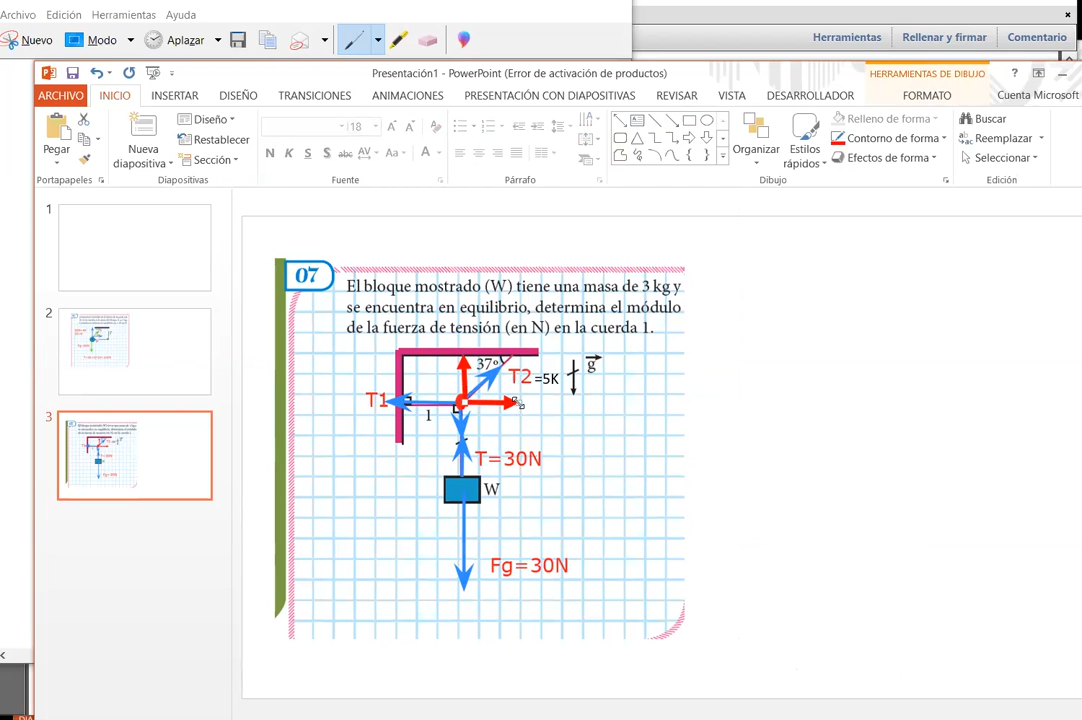 Archivo Edición Herramientas Ayuda
Nuevo Modo Aplazar
Herramientas Rellenar y firmar Comentario
Presentación1 - PowerPoint (Error de activación de productos)
HERRAMIENTAS DE DIBUJO
ARCHIVO INICIO INSERTAR DISEÑO TRANSICIONES ANIMACIONES PRESENTACIÓN CON DIAPOSITIVAS REVISAR VISTA DESARROLLADOR FORMATO Cuenta Microsoft
Pegar
Nueva diapositiva
Diseño
Restablecer
Sección
18
N K S S abc AV Aa A
Organizar
Estilos rápidos
Relleno de forma
Contorno de forma
Efectos de forma
Buscar
Reemplazar
Seleccionar
Portapapeles Diapositivas Fuente Párrafo Dibujo Edición
1
2
3
07
El bloque mostrado (W) tiene una masa de 3 kg y
se encuentra en equilibrio, determina el módulo
de la fuerza de tensión (en N) en la cuerda 1.
37°
T2 =5K
g
T1
1
T=30N
W
Fg=30N